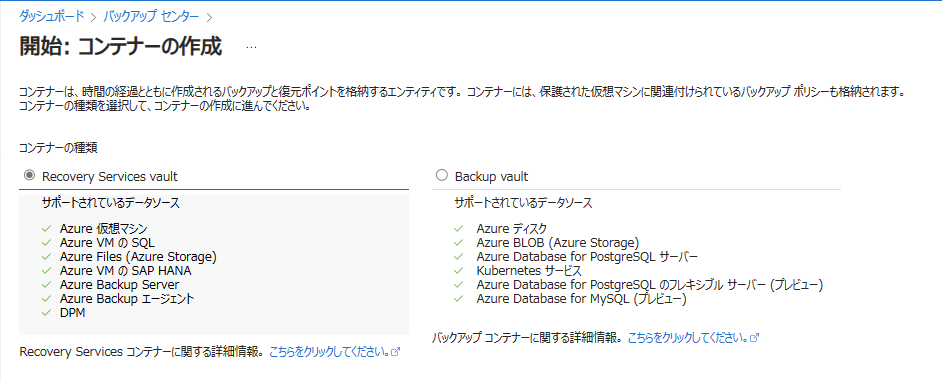 ダッシュボード > バックアップ センター >
開始: コンテナーの作成 …
コンテナーは、時間の経過とともに作成されるバックアップと復元ポイントを格納するエンティティです。コンテナーには、保護された仮想マシンに関連付けられているバックアップ ポリシーも格納されます。
コンテナーの種類を選択して、コンテナーの作成に進んでください。
コンテナーの種類
Recovery Services vault
サポートされているデータソース
Azure 仮想マシン
Azure VM の SQL
Azure Files (Azure Storage)
Azure VM の SAP HANA
Azure Backup Server
Azure Backup エージェント
DPM
Recovery Services コンテナーに関する詳細情報。こちらをクリックしてください。
Backup vault
サポートされているデータソース
Azure ディスク
Azure BLOB (Azure Storage)
Azure Database for PostgreSQL サーバー
Kubernetes サービス
Azure Database for PostgreSQL のフレキシブル サーバー (プレビュー)
Azure Database for MySQL (プレビュー)
バックアップ コンテナーに関する詳細情報。こちらをクリックしてください。